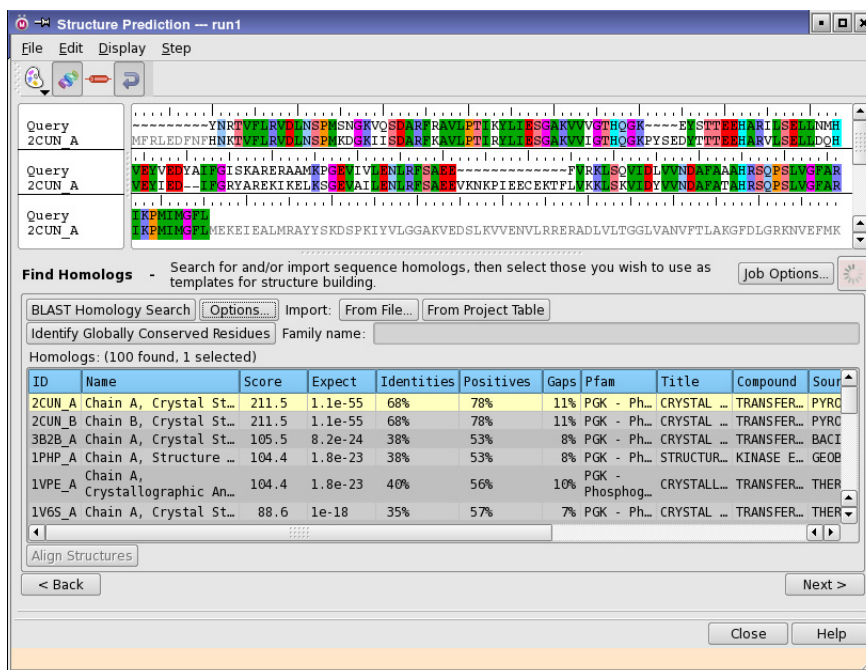 Structure Prediction --- run1
File Edit Display Step
Query ~~~~~~~~~YNRTVFLRVDLNSPMSNGKVQSDARFRAVLPTIKYLIESGAKVVVGTHQGK~~~~EYSTTEEHARILSELLNMH
2CUN_A MFRLEDFNFHNKTVFLRVDLNSPMKDGKIISDARFKAVLPTIRYLIESGAKVVIGTHQGKPYSEDYTTTEEHARVLSELLDQH
Query VEYVEDYAIFGISKARERAAMKPGEVIVLENLRFSAEE~~~~~~~~~~~~~~FVRKLSQVIDLVVNDAFAAAHRSQPSLVGFAR
2CUN_A VEYIED--IFGRYAREKIKELKSGEVAILENLRFSAEEVKNKPIEECEKTFLVKKLSKVIDYVVNDAFATAHRSQPSLVGFAR
Query IKPMIMGFL
2CUN_A IKPMIMGFLMEKEIEALMRAYYSKDSPKIYVLGGAKVEDSLKVVENVLRRERADLVLTGGLVANVFTLAKGFDLGRKNVEFMK
Find Homologs - Search for and/or import sequence homologs, then select those you wish to use as
templates for structure building.
Job Options...
BLAST Homology Search Options... Import: From File... From Project Table
Identify Globally Conserved Residues Family name:
Homologs: (100 found, 1 selected)
ID Name Score Expect Identities Positives Gaps Pfam Title Compound Sour
2CUN_A Chain A, Crystal St... 211.5 1.1e-55 68% 78% 11% PGK - Ph... CRYSTAL ... TRANSFER... PYRO
2CUN_B Chain B, Crystal St... 211.5 1.1e-55 68% 78% 11% PGK - Ph... CRYSTAL ... TRANSFER... PYRO
3B2B_A Chain A, Crystal St... 105.5 8.2e-24 38% 53% 8% PGK - Ph... CRYSTAL ... TRANSFER... BACI
1PHP_A Chain A, Structure ... 104.4 1.8e-23 38% 53% 8% PGK - Ph... STRUCTUR... KINASE E... GEOB
1VPE_A Chain A, Crystallographic An... 104.4 1.8e-23 40% 56% 10% PGK - Phosphog... CRYSTALL... TRANSFER... THER
1V6S_A Chain A, Crystal St... 88.6 1e-18 35% 57% 7% PGK - Ph... CRYSTAL ... TRANSFER... THER
Align Structures
< Back Next >
Close Help